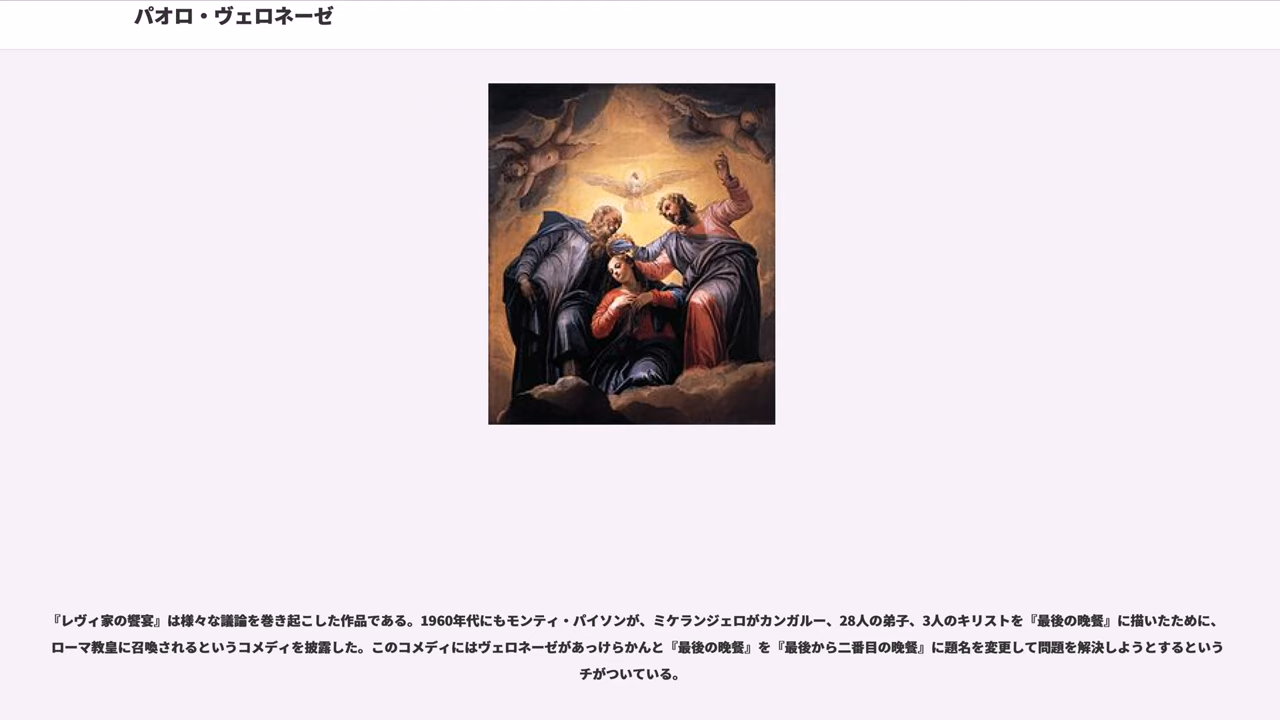 パオロ・ヴェロネーゼ
『レヴィ家の饗宴』は様々な議論を巻き起こした作品である。1960年代にもモンティ・パイソンが、ミケランジェロがカンガルー、28人の弟子、3人のキリストを『最後の晩餐』に描いたために、
ローマ教皇に召喚されるというコメディを披露した。このコメディにはヴェロネーゼがあっけらかんと『最後の晩餐』を『最後から二番目の晩餐』に題名を変更して問題を解決しようとするという
チがついている。